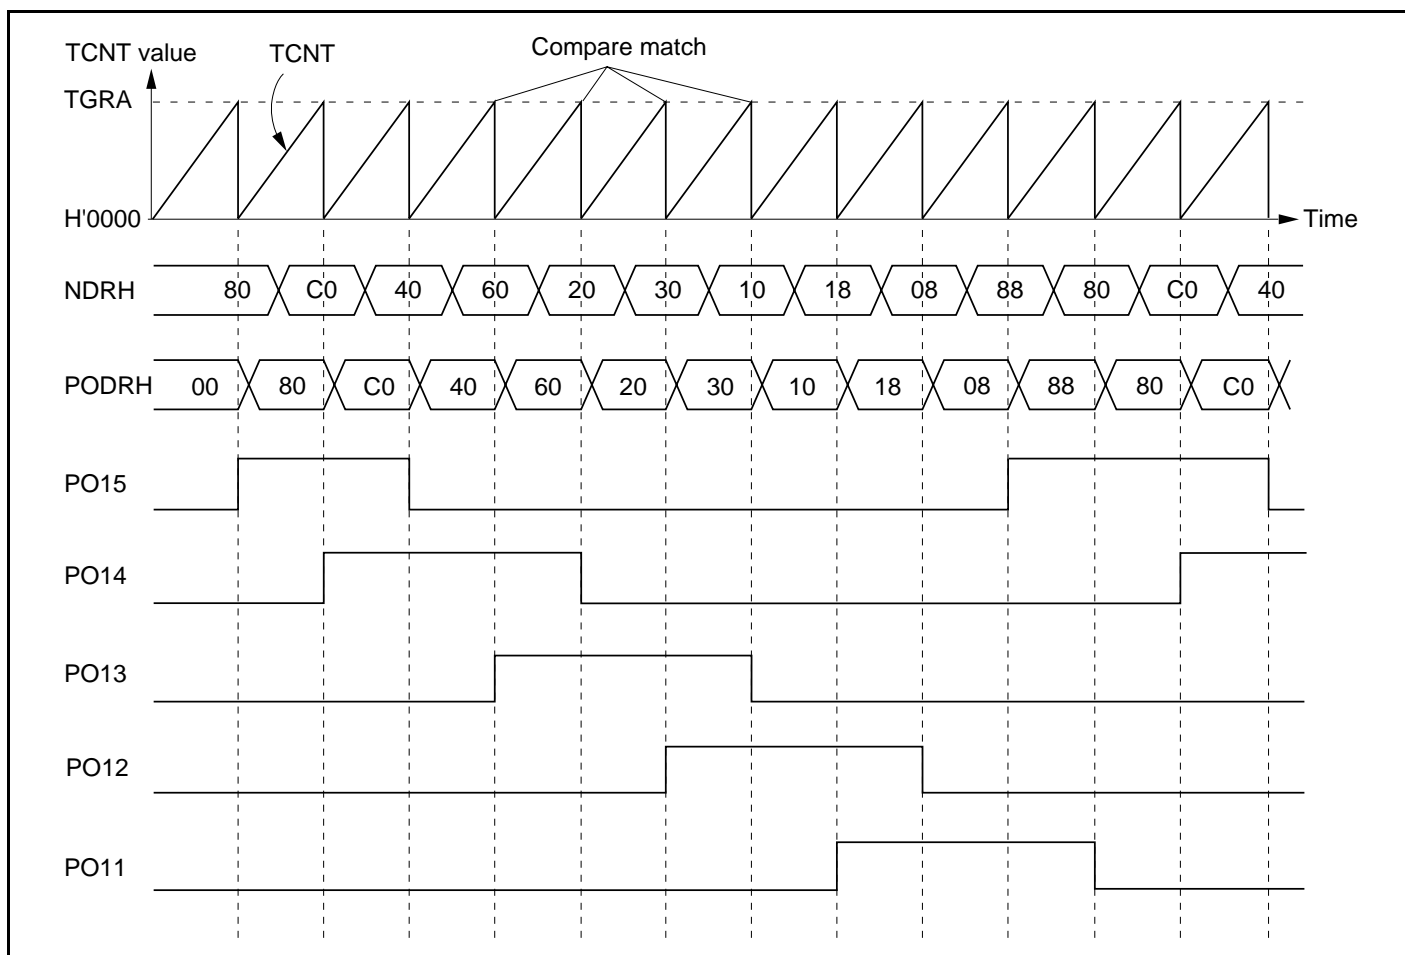 Compare match
TCNT value TCNT
TGRA
H'0000 Time
NDRH 80 C0 40 60 20 30 10 18 08 88 80 C0 40
PODRH 00 80 C0 40 60 20 30 10 18 08 88 80 C0
PO15
PO14
PO13
PO12
PO11